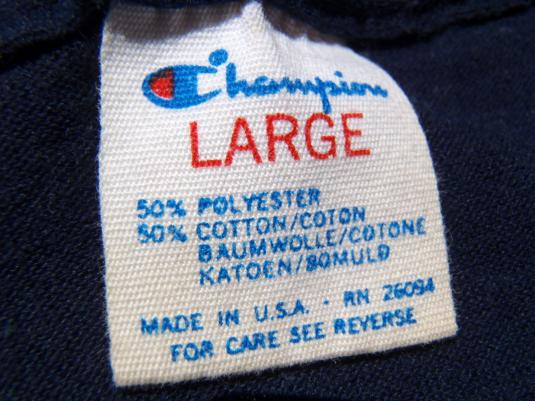 Champion
LARGE
50% POLYESTER
50% COTTON/COTON
BAUMWOLLE/COTONE
KATOEN/BOMULD
MADE IN U.S.A. · RN 26094
FOR CARE SEE REVERSE